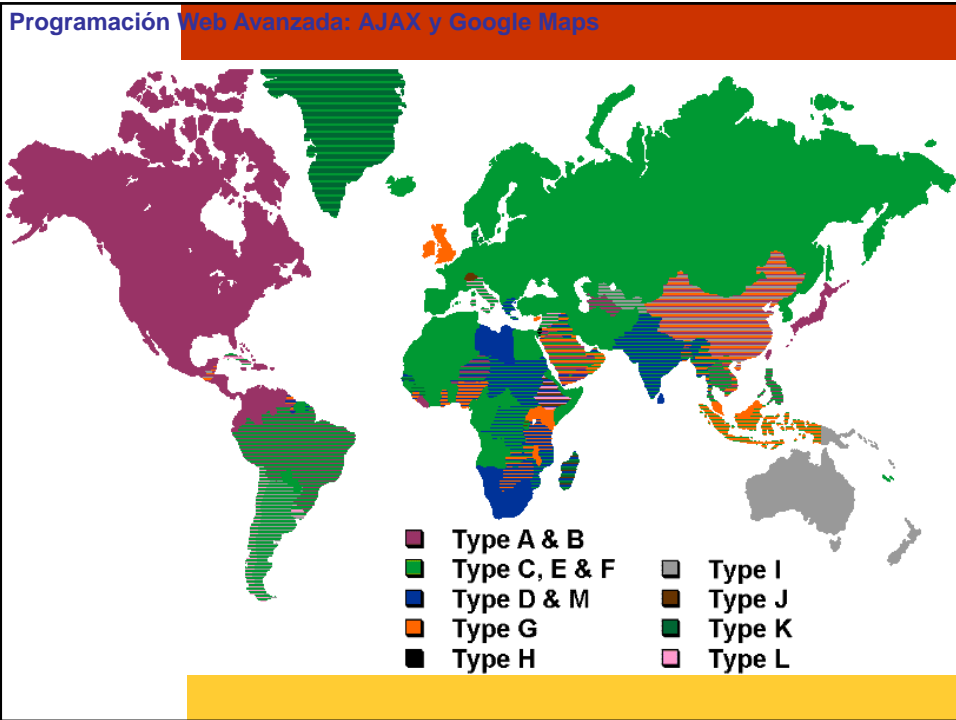 Programación Web Avanzada: AJAX y Google Maps
Type A & B
Type C, E & F
Type D & M
Type G
Type H
Type I
Type J
Type K
Type L